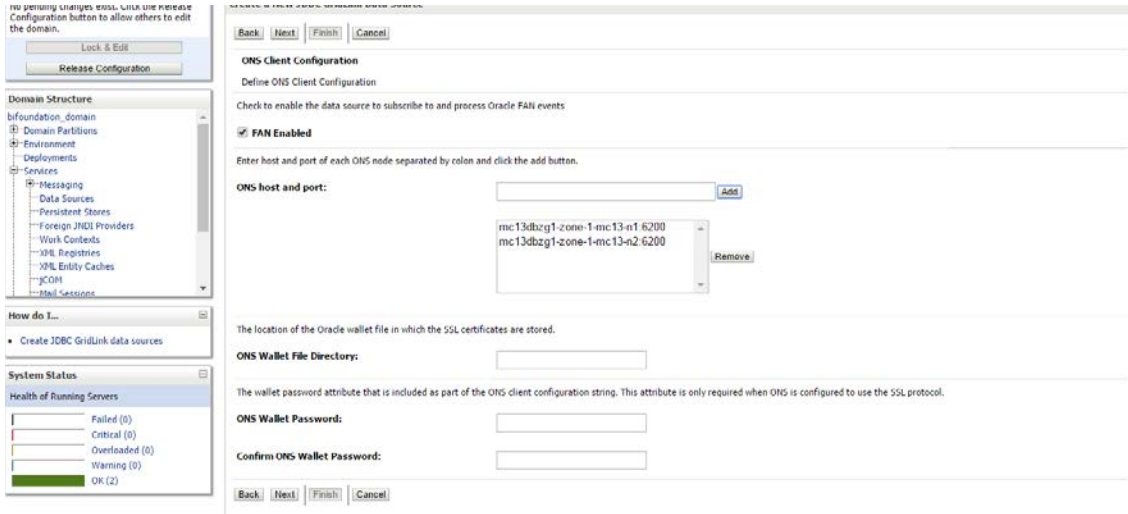 No pending changes exist. Click the Release
Configuration button to allow others to edit
the domain.
Lock & Edit
Release Configuration
Domain Structure
bifoundation_domain
Domain Partitions
Environment
Deployments
Services
Messaging
Data Sources
Persistent Stores
Foreign JNDI Providers
Work Contexts
XML Registries
XML Entity Caches
jCOM
Mail Sessions
How do I...
Create JDBC GridLink data sources
System Status
Health of Running Servers
Failed (0)
Critical (0)
Overloaded (0)
Warning (0)
OK (2)
Create a New JDBC GridLink Data Source
Back Next Finish Cancel
ONS Client Configuration
Define ONS Client Configuration
Check to enable the data source to subscribe to and process Oracle FAN events
FAN Enabled
Enter host and port of each ONS node separated by colon and click the add button.
ONS host and port:
Add
mc13dbzg1-zone-1-mc13-n1:6200
mc13dbzg1-zone-1-mc13-n2:6200
Remove
The location of the Oracle wallet file in which the SSL certificates are stored.
ONS Wallet File Directory:
The wallet password attribute that is included as part of the ONS client configuration string. This attribute is only required when ONS is configured to use the SSL protocol.
ONS Wallet Password:
Confirm ONS Wallet Password:
Back Next Finish Cancel